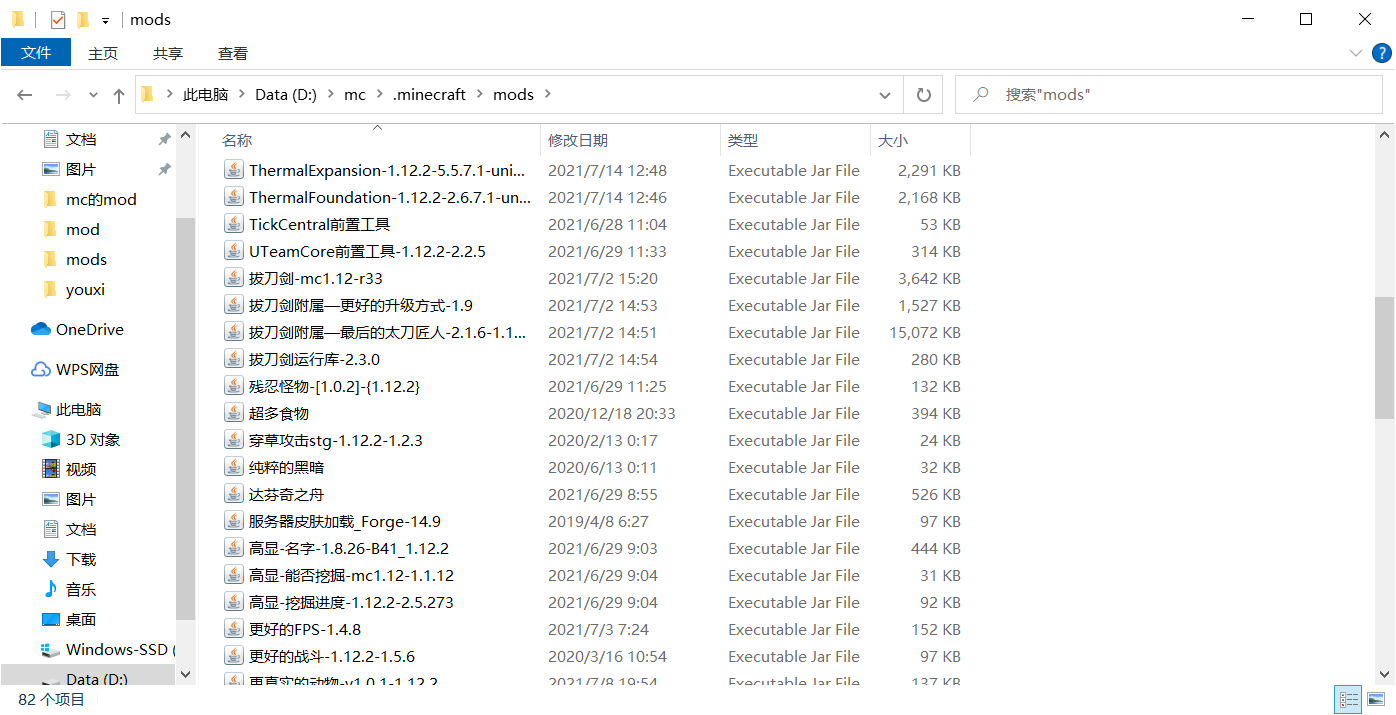 mods
文件 主页 共享 查看
此电脑 Data (D:) mc .minecraft mods 搜索"mods"
文档
图片
mc的mod
mod
mods
youxi
OneDrive
WPS网盘
此电脑
3D 对象
视频
图片
文档
下载
音乐
桌面
Windows-SSD (
Data (D:)
名称 修改日期 类型 大小
ThermalExpansion-1.12.2-5.5.7.1-uni... 2021/7/14 12:48 Executable Jar File 2,291 KB
ThermalFoundation-1.12.2-2.6.7.1-un... 2021/7/14 12:46 Executable Jar File 2,168 KB
TickCentral前置工具 2021/6/28 11:04 Executable Jar File 53 KB
UTeamCore前置工具-1.12.2-2.2.5 2021/6/29 11:33 Executable Jar File 314 KB
拔刀剑-mc1.12-r33 2021/7/2 15:20 Executable Jar File 3,642 KB
拔刀剑附属—更好的升级方式-1.9 2021/7/2 14:53 Executable Jar File 1,527 KB
拔刀剑附属—最后的太刀匠人-2.1.6-1.1... 2021/7/2 14:51 Executable Jar File 15,072 KB
拔刀剑运行库-2.3.0 2021/7/2 14:54 Executable Jar File 280 KB
残忍怪物-[1.0.2]-{1.12.2} 2021/6/29 11:25 Executable Jar File 132 KB
超多食物 2020/12/18 20:33 Executable Jar File 394 KB
穿草攻击stg-1.12.2-1.2.3 2020/2/13 0:17 Executable Jar File 24 KB
纯粹的黑暗 2020/6/13 0:11 Executable Jar File 32 KB
达芬奇之舟 2021/6/29 8:55 Executable Jar File 526 KB
服务器皮肤加载_Forge-14.9 2019/4/8 6:27 Executable Jar File 97 KB
高显-名字-1.8.26-B41_1.12.2 2021/6/29 9:03 Executable Jar File 444 KB
高显-能否挖掘-mc1.12-1.1.12 2021/6/29 9:04 Executable Jar File 31 KB
高显-挖掘进度-1.12.2-2.5.273 2021/6/29 9:04 Executable Jar File 92 KB
更好的FPS-1.4.8 2021/7/3 7:24 Executable Jar File 152 KB
更好的战斗-1.12.2-1.5.6 2020/3/16 10:54 Executable Jar File 97 KB
更真实的动物-v1.0.1-1.12.2 2021/7/8 19:54 Executable Jar File 137 KB
82 个项目